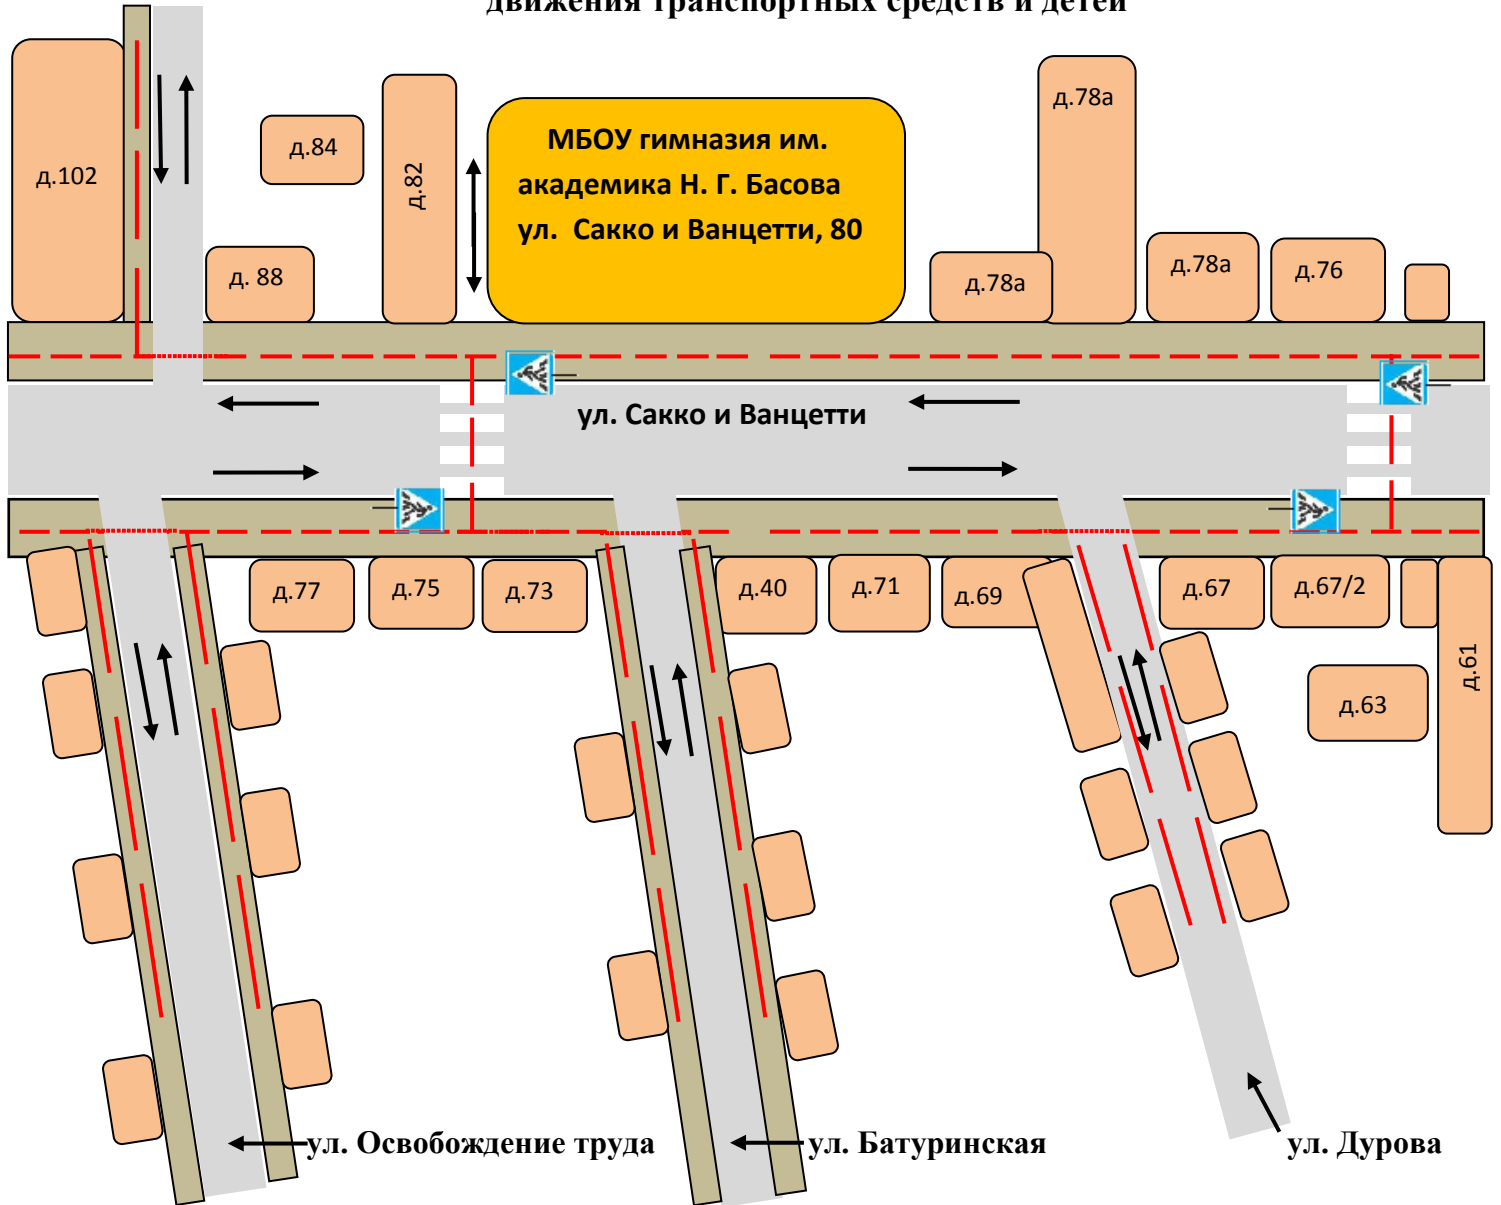 движения транспортных средств и детей
д.102
д.84
д.82
д. 88
МБОУ гимназия им.
академика Н. Г. Басова
ул. Сакко и Ванцетти, 80
д.78а
д.78а
д.78а
д.76
ул. Сакко и Ванцетти
д.77
д.75
д.73
д.40
д.71
д.69
д.67
д.67/2
д.63
д.61
ул. Освобождение труда
ул. Батуринская
ул. Дурова